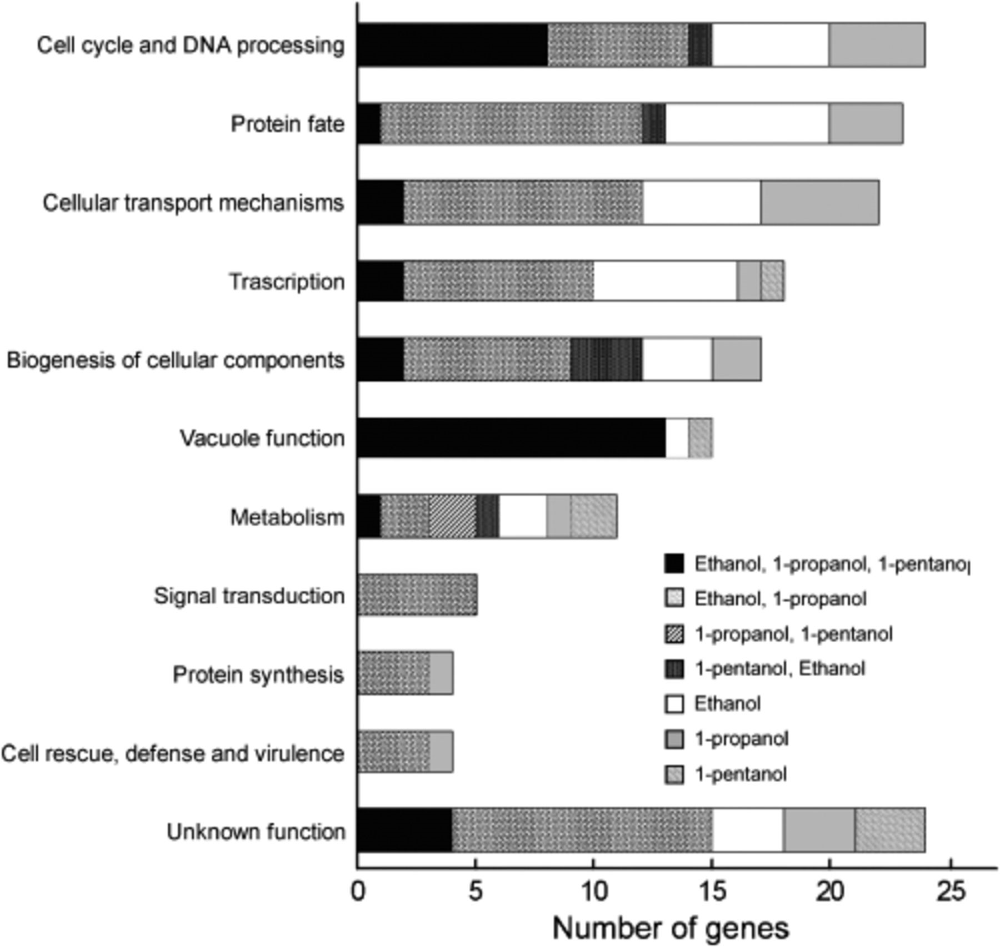 Cell cycle and DNA processing
Protein fate
Cellular transport mechanisms
Trascription
Biogenesis of cellular components
Vacuole function
Metabolism
Signal transduction
Protein synthesis
Cell rescue, defense and virulence
Unknown function
Ethanol, 1-propanol, 1-pentanol
Ethanol, 1-propanol
1-propanol, 1-pentanol
1-pentanol, Ethanol
Ethanol
1-propanol
1-pentanol
0 5 10 15 20 25
Number of genes